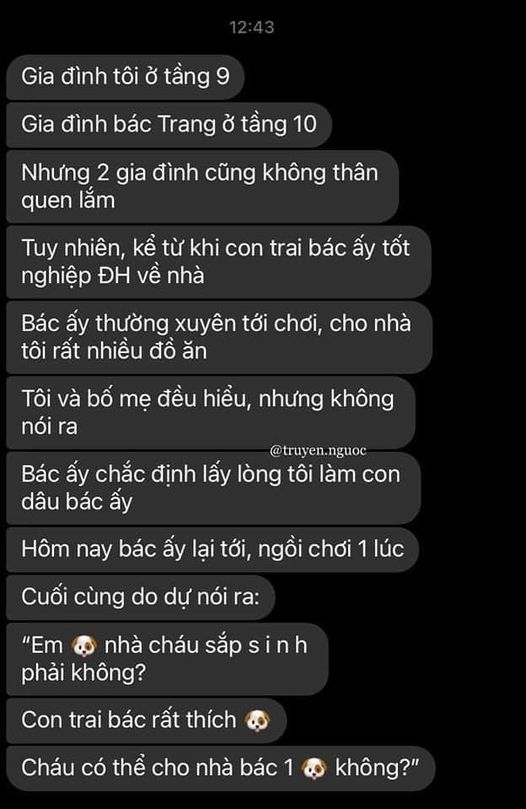 12:43
Gia đình tôi ở tầng 9
Gia đình bác Trang ở tầng 10
Nhưng 2 gia đình cũng không thân
quen lắm
Tuy nhiên, kể từ khi con trai bác ấy tốt
nghiệp ĐH về nhà
Bác ấy thường xuyên tới chơi, cho nhà
tôi rất nhiều đồ ăn
Tôi và bố mẹ đều hiểu, nhưng không
nói ra
@truyen.nguoc
Bác ấy chắc định lấy lòng tôi làm con
dâu bác ấy
Hôm nay bác ấy lại tới, ngồi chơi 1 lúc
Cuối cùng do dự nói ra:
“Em 🐶 nhà cháu sắp s i n h
phải không?
Con trai bác rất thích 🐶
Cháu có thể cho nhà bác 1 🐶 không?”